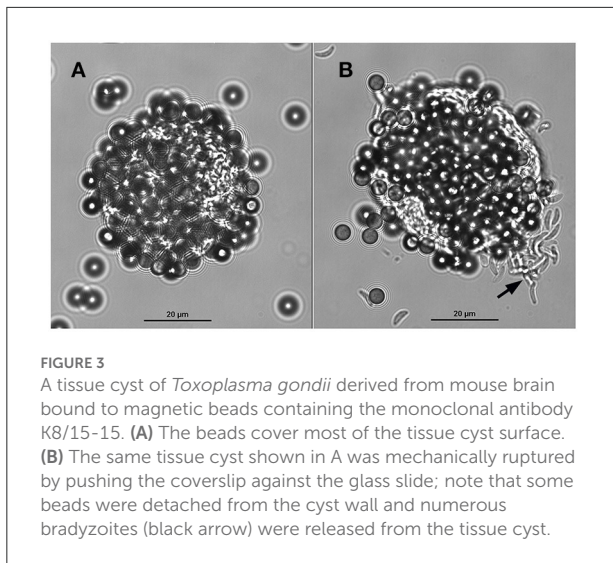 A
B
20 µm
20 µm
FIGURE 3
A tissue cyst of Toxoplasma gondii derived from mouse brain
bound to magnetic beads containing the monoclonal antibody
K8/15-15. (A) The beads cover most of the tissue cyst surface.
(B) The same tissue cyst shown in A was mechanically ruptured
by pushing the coverslip against the glass slide; note that some
beads were detached from the cyst wall and numerous
bradyzoites (black arrow) were released from the tissue cyst.